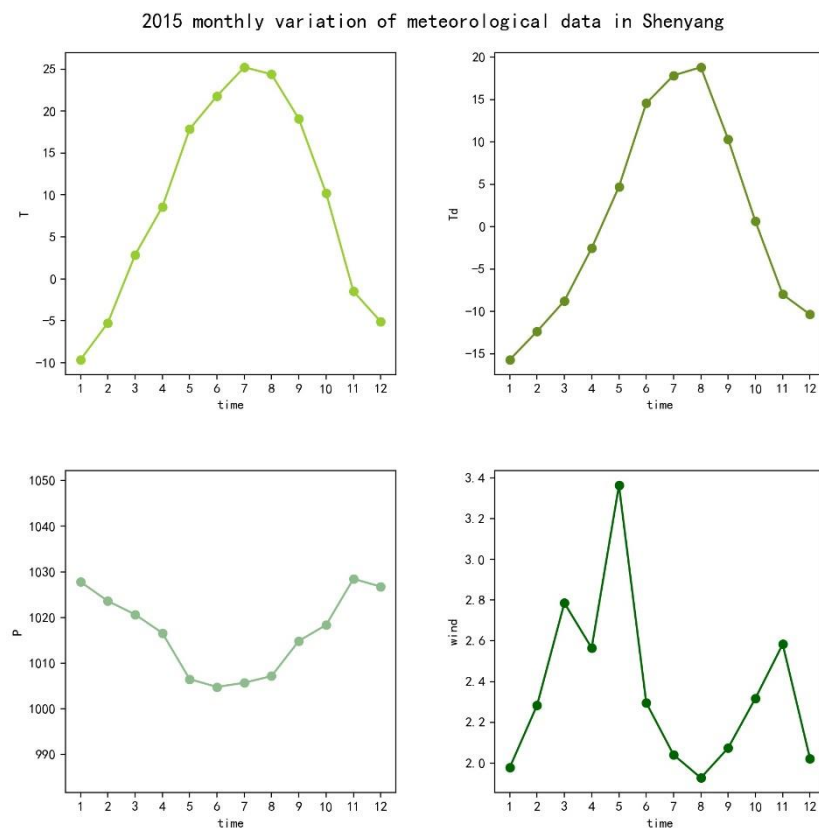 2015 monthly variation of meteorological data in Shenyang
25
20
15
10
5
0
−5
−10
T
1 2 3 4 5 6 7 8 9 10 11 12
time
20
15
10
5
0
−5
−10
−15
Td
1 2 3 4 5 6 7 8 9 10 11 12
time
1050
1040
1030
1020
1010
1000
990
P
1 2 3 4 5 6 7 8 9 10 11 12
time
3.4
3.2
3.0
2.8
2.6
2.4
2.2
2.0
wind
1 2 3 4 5 6 7 8 9 10 11 12
time